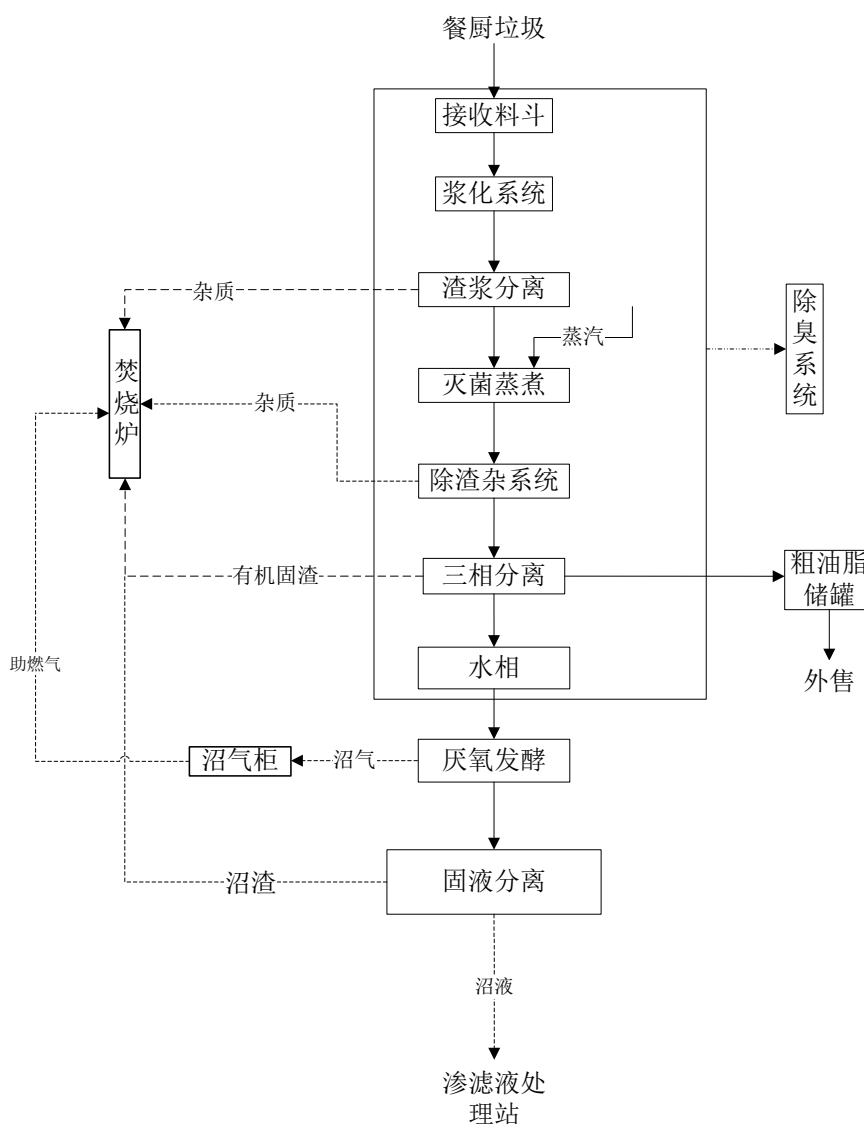 餐厨垃圾
接收料斗
浆化系统
杂质
渣浆分离
除臭系统
蒸汽
焚烧炉
灭菌蒸煮
杂质
除渣杂系统
有机固渣
三相分离
粗油脂
储罐
助燃气
水相
外售
沼气柜
沼气
厌氧发酵
沼渣
固液分离
沼液
渗滤液处
理站